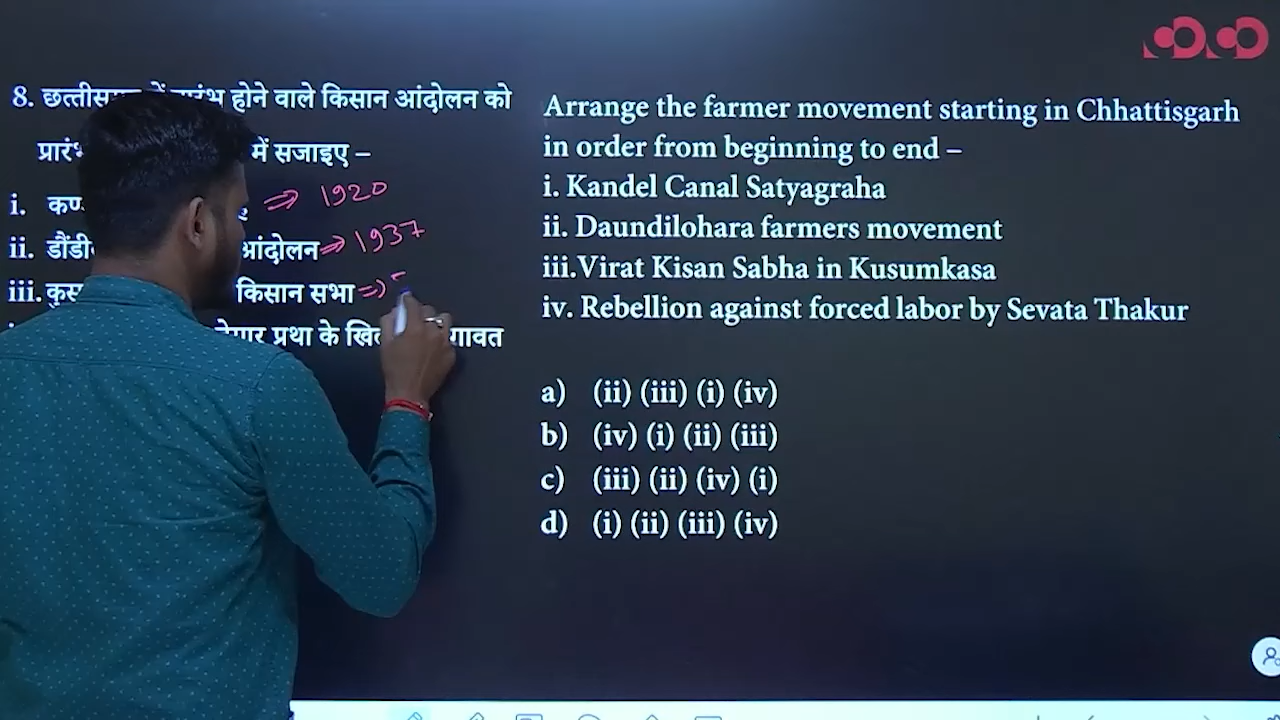 8. होने वाले किसान आंदोलन को
में सजाइए –
i. ⇒ 1920
ii. आंदोलन ⇒ 1937
iii. किसान सभा ⇒
प्रथा के
Arrange the farmer movement starting in Chhattisgarh
in order from beginning to end –
i. Kandel Canal Satyagraha
ii. Daundilohara farmers movement
iii.Virat Kisan Sabha in Kusumkasa
iv. Rebellion against forced labor by Sevata Thakur
a) (ii) (iii) (i) (iv)
b) (iv) (i) (ii) (iii)
c) (iii) (ii) (iv) (i)
d) (i) (ii) (iii) (iv)